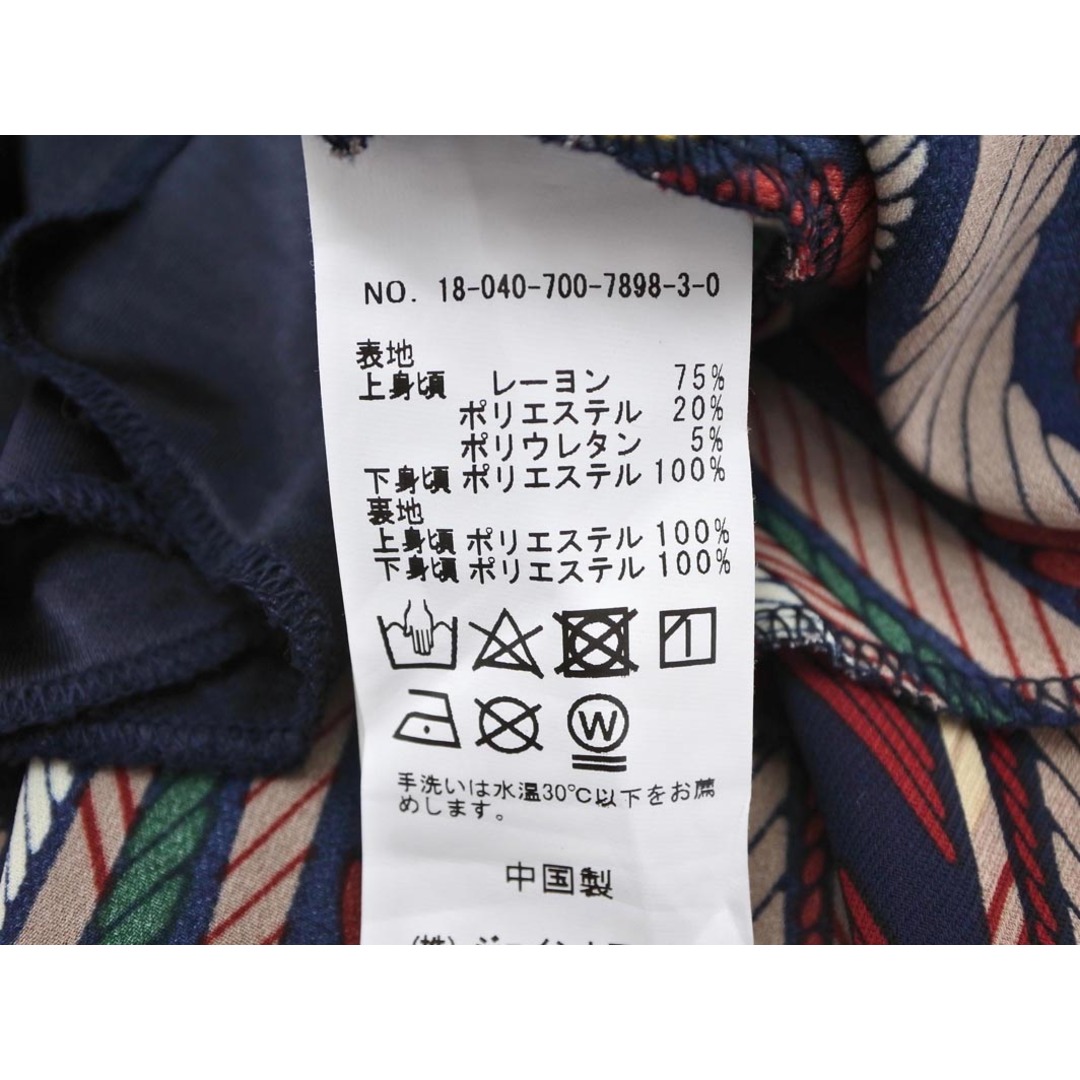 NO. 18-040-700-7898-3-0
表地
上身頃 レーヨン 75%
ポリエステル 20%
ポリウレタン 5%
下身頃 ポリエステル 100%
裏地
上身頃 ポリエステル 100%
下身頃 ポリエステル 100%
1
W
手洗いは水温30℃以下をお薦
めします。
中国製